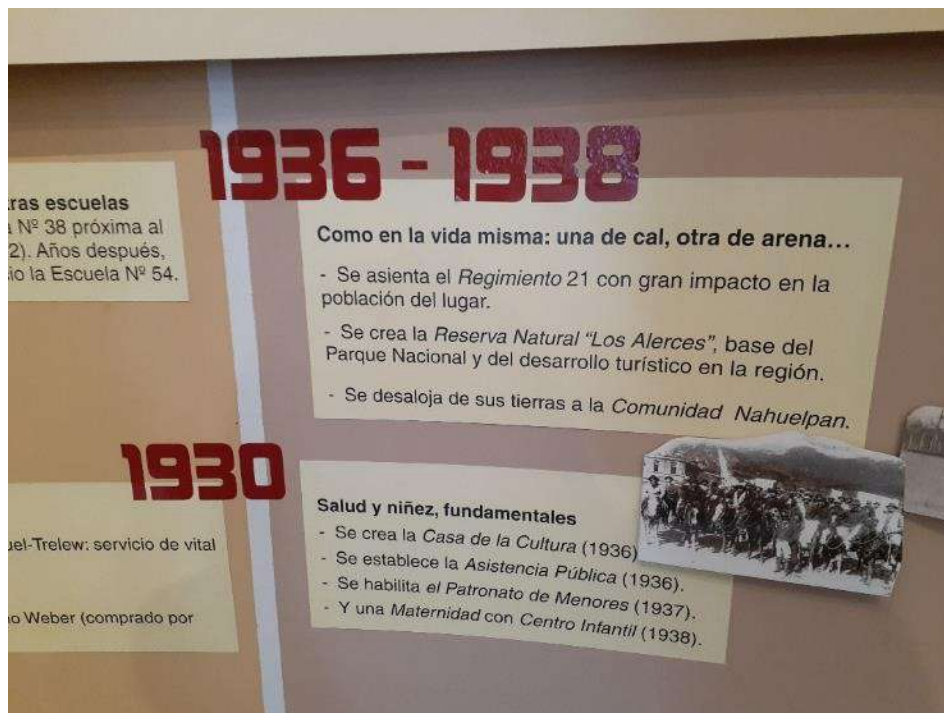 1936 - 1938
ras escuelas
Nº 38 próxima al
2). Años después,
io la Escuela Nº 54.
Como en la vida misma: una de cal, otra de arena...
- Se asienta el Regimiento 21 con gran impacto en la
población del lugar.
- Se crea la Reserva Natural “Los Alerces”, base del
Parque Nacional y del desarrollo turístico en la región.
- Se desaloja de sus tierras a la Comunidad Nahuelpan.
1930
uel-Trelew: servicio de vital
o Weber (comprado por
Salud y niñez, fundamentales
- Se crea la Casa de la Cultura (1936)
- Se establece la Asistencia Pública (1936).
- Se habilita el Patronato de Menores (1937).
- Y una Maternidad con Centro Infantil (1938).